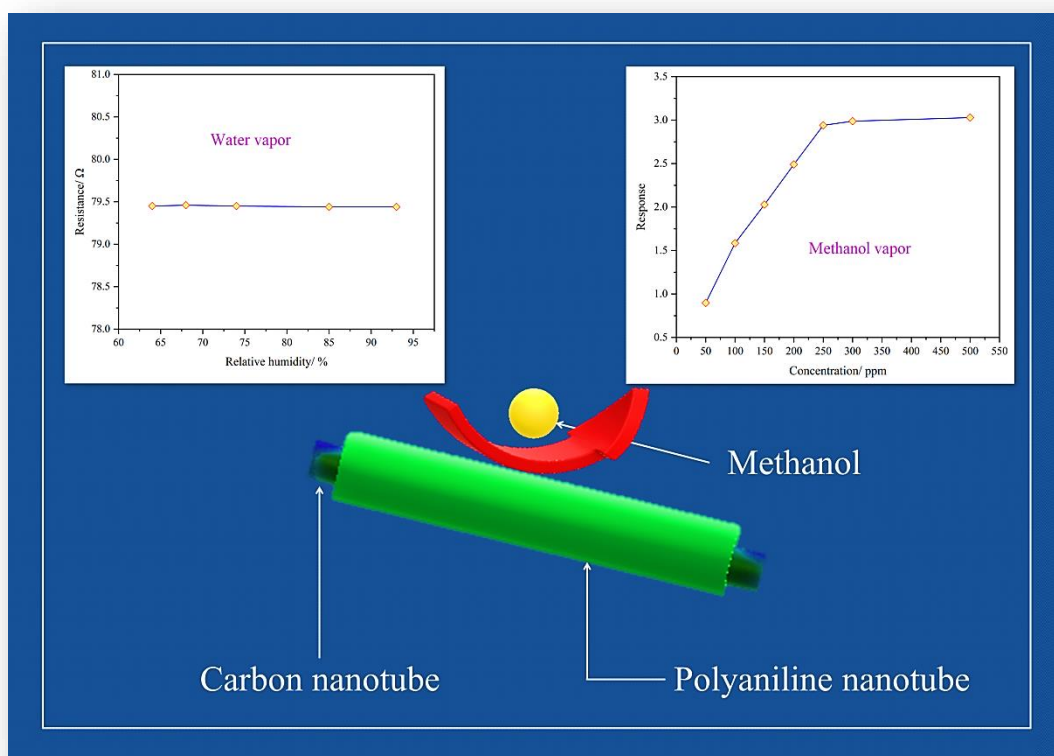 81.0
80.5
80.0
79.5
79.0
78.5
78.0
Resistance/ Ω
Water vapor
60 65 70 75 80 85 90 95
Relative humidity/ %
3.5
3.0
2.5
2.0
1.5
1.0
0.5
Response
Methanol vapor
0 50 100 150 200 250 300 350 400 450 500 550
Concentration/ ppm
Methanol
Carbon nanotube
Polyaniline nanotube